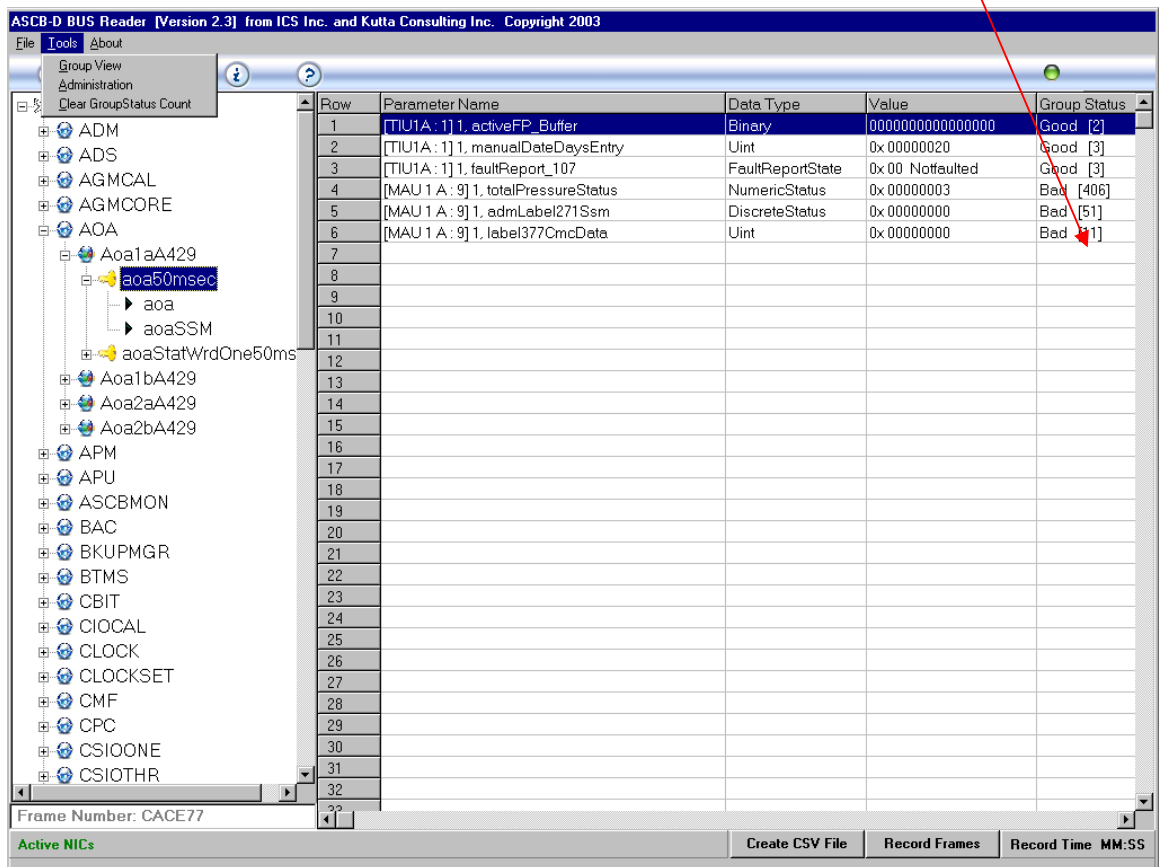 ASCB-D BUS Reader [Version 2.3] from ICS Inc. and Kutta Consulting Inc. Copyright 2003
File Tools About
Group View
Administration
Clear GroupStatus Count
ADM
ADS
AGMCAL
AGMCORE
AOA
Aoa1aA429
aoa50msec
aoa
aoaSSM
aoaStatWrdOne50ms
Aoa1bA429
Aoa2aA429
Aoa2bA429
APM
APU
ASCBMON
BAC
BKUPMGR
BTMS
CBIT
CIOCAL
CLOCK
CLOCKSET
CMF
CPC
CSIOONE
CSIOTHR
Frame Number: CACE77
Row Parameter Name Data Type Value Group Status
1 [TIU1A : 1] 1, activeFP_Buffer Binary 0000000000000000 Good [2]
2 [TIU1A : 1] 1, manualDateDaysEntry Uint 0x 00000020 Good [3]
3 [TIU1A : 1] 1, faultReport_107 FaultReportState 0x 00 Notfaulted Good [3]
4 [MAU 1 A : 9] 1, totalPressureStatus NumericStatus 0x 00000003 Bad [406]
5 [MAU 1 A : 9] 1, admLabel271Ssm DiscreteStatus 0x 00000000 Bad [51]
6 [MAU 1 A : 9] 1, label377CmcData Uint 0x 00000000 Bad [11]
7
8
9
10
11
12
13
14
15
16
17
18
19
20
21
22
23
24
25
26
27
28
29
30
31
32
33
Active NICs
Create CSV File Record Frames Record Time MM:SS